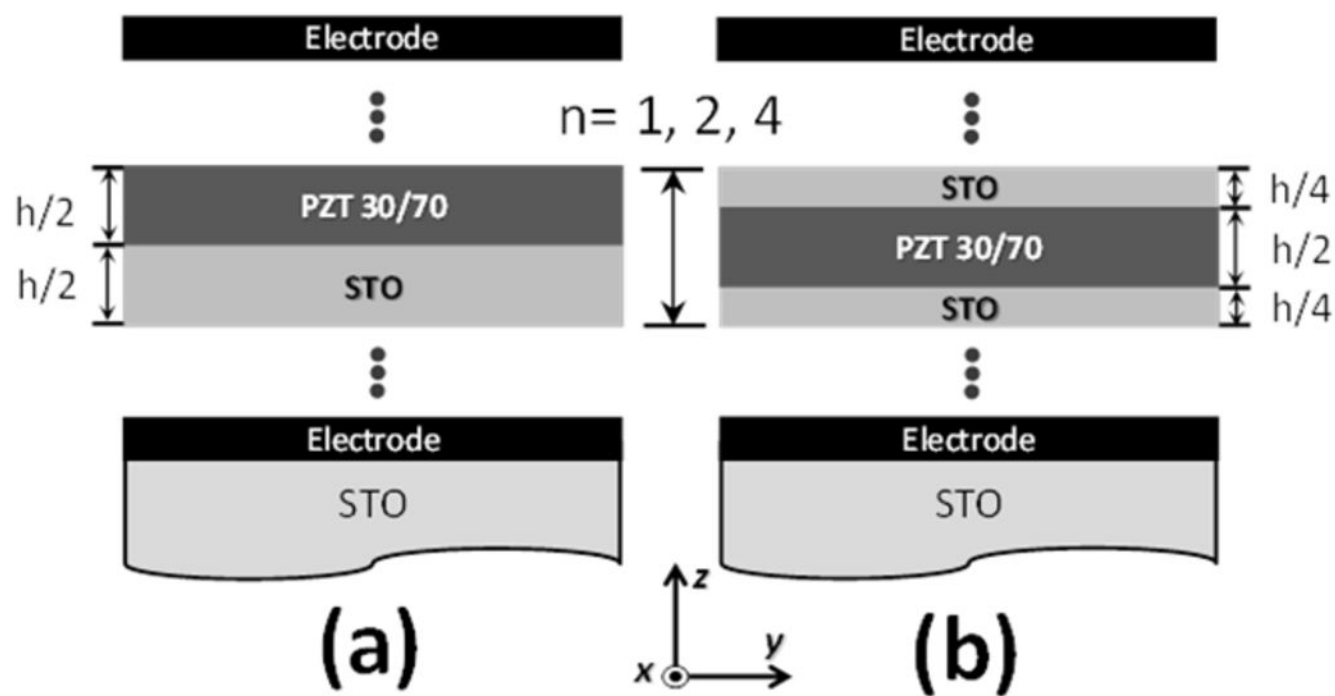 Electrode
Electrode
n= 1, 2, 4
h/2
PZT 30/70
STO
h/4
PZT 30/70
h/2
h/2
STO
STO
h/4
Electrode
Electrode
STO
STO
(a)
z
x
y
(b)